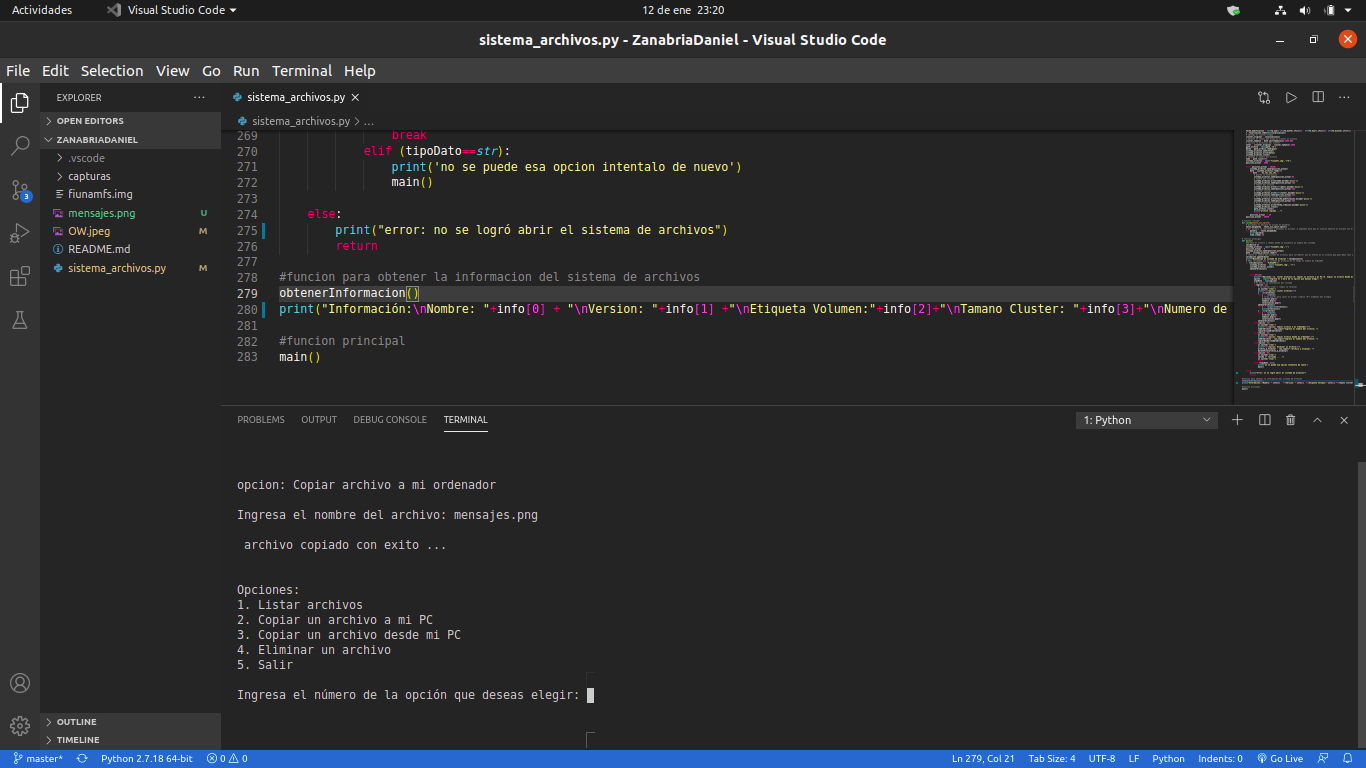 Actividades Visual Studio Code 12 de ene 23:20
sistema_archivos.py - ZanabriaDaniel - Visual Studio Code
File Edit Selection View Go Run Terminal Help
EXPLORER
OPEN EDITORS
ZANABRIADANIEL
.vscode
capturas
fiunamfs.img
mensajes.png U
OW.jpeg M
README.md
sistema_archivos.py M
OUTLINE
TIMELINE
3
sistema_archivos.py
sistema_archivos.py > ...
269 break
270 elif (tipoDato==str):
271 print('no se puede esa opcion intentalo de nuevo')
272 main()
273
274 else:
275 print("error: no se logró abrir el sistema de archivos")
276 return
277
278 #funcion para obtener la informacion del sistema de archivos
279 obtenerInformacion()
280 print("Información:\nNombre: "+info[0] + "\nVersion: "+info[1] +"\nEtiqueta Volumen:"+info[2]+"\nTamano Cluster: "+info[3]+"\nNumero de
281
282 #funcion principal
283 main()
PROBLEMS OUTPUT DEBUG CONSOLE TERMINAL 1: Python
opcion: Copiar archivo a mi ordenador
Ingresa el nombre del archivo: mensajes.png
archivo copiado con exito ...
Opciones:
1. Listar archivos
2. Copiar un archivo a mi PC
3. Copiar un archivo desde mi PC
4. Eliminar un archivo
5. Salir
Ingresa el número de la opción que deseas elegir:
master* Python 2.7.18 64-bit 0 0 Ln 279, Col 21 Tab Size: 4 UTF-8 LF Python Indents: 0 Go Live